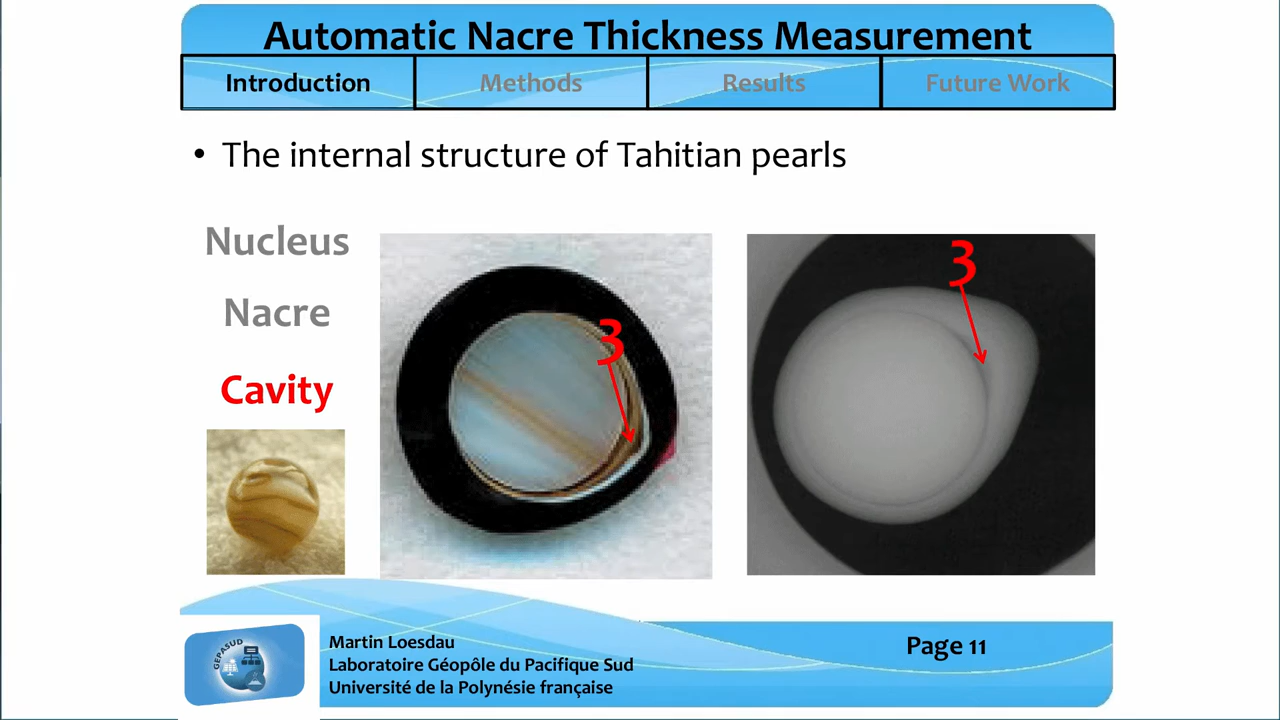 Automatic Nacre Thickness Measurement
Introduction Methods Results Future Work
• The internal structure of Tahitian pearls
Nucleus
Nacre
Cavity
3
3
GEPASUD
Martin Loesdau
Laboratoire Géopôle du Pacifique Sud
Université de la Polynésie française
Page 11